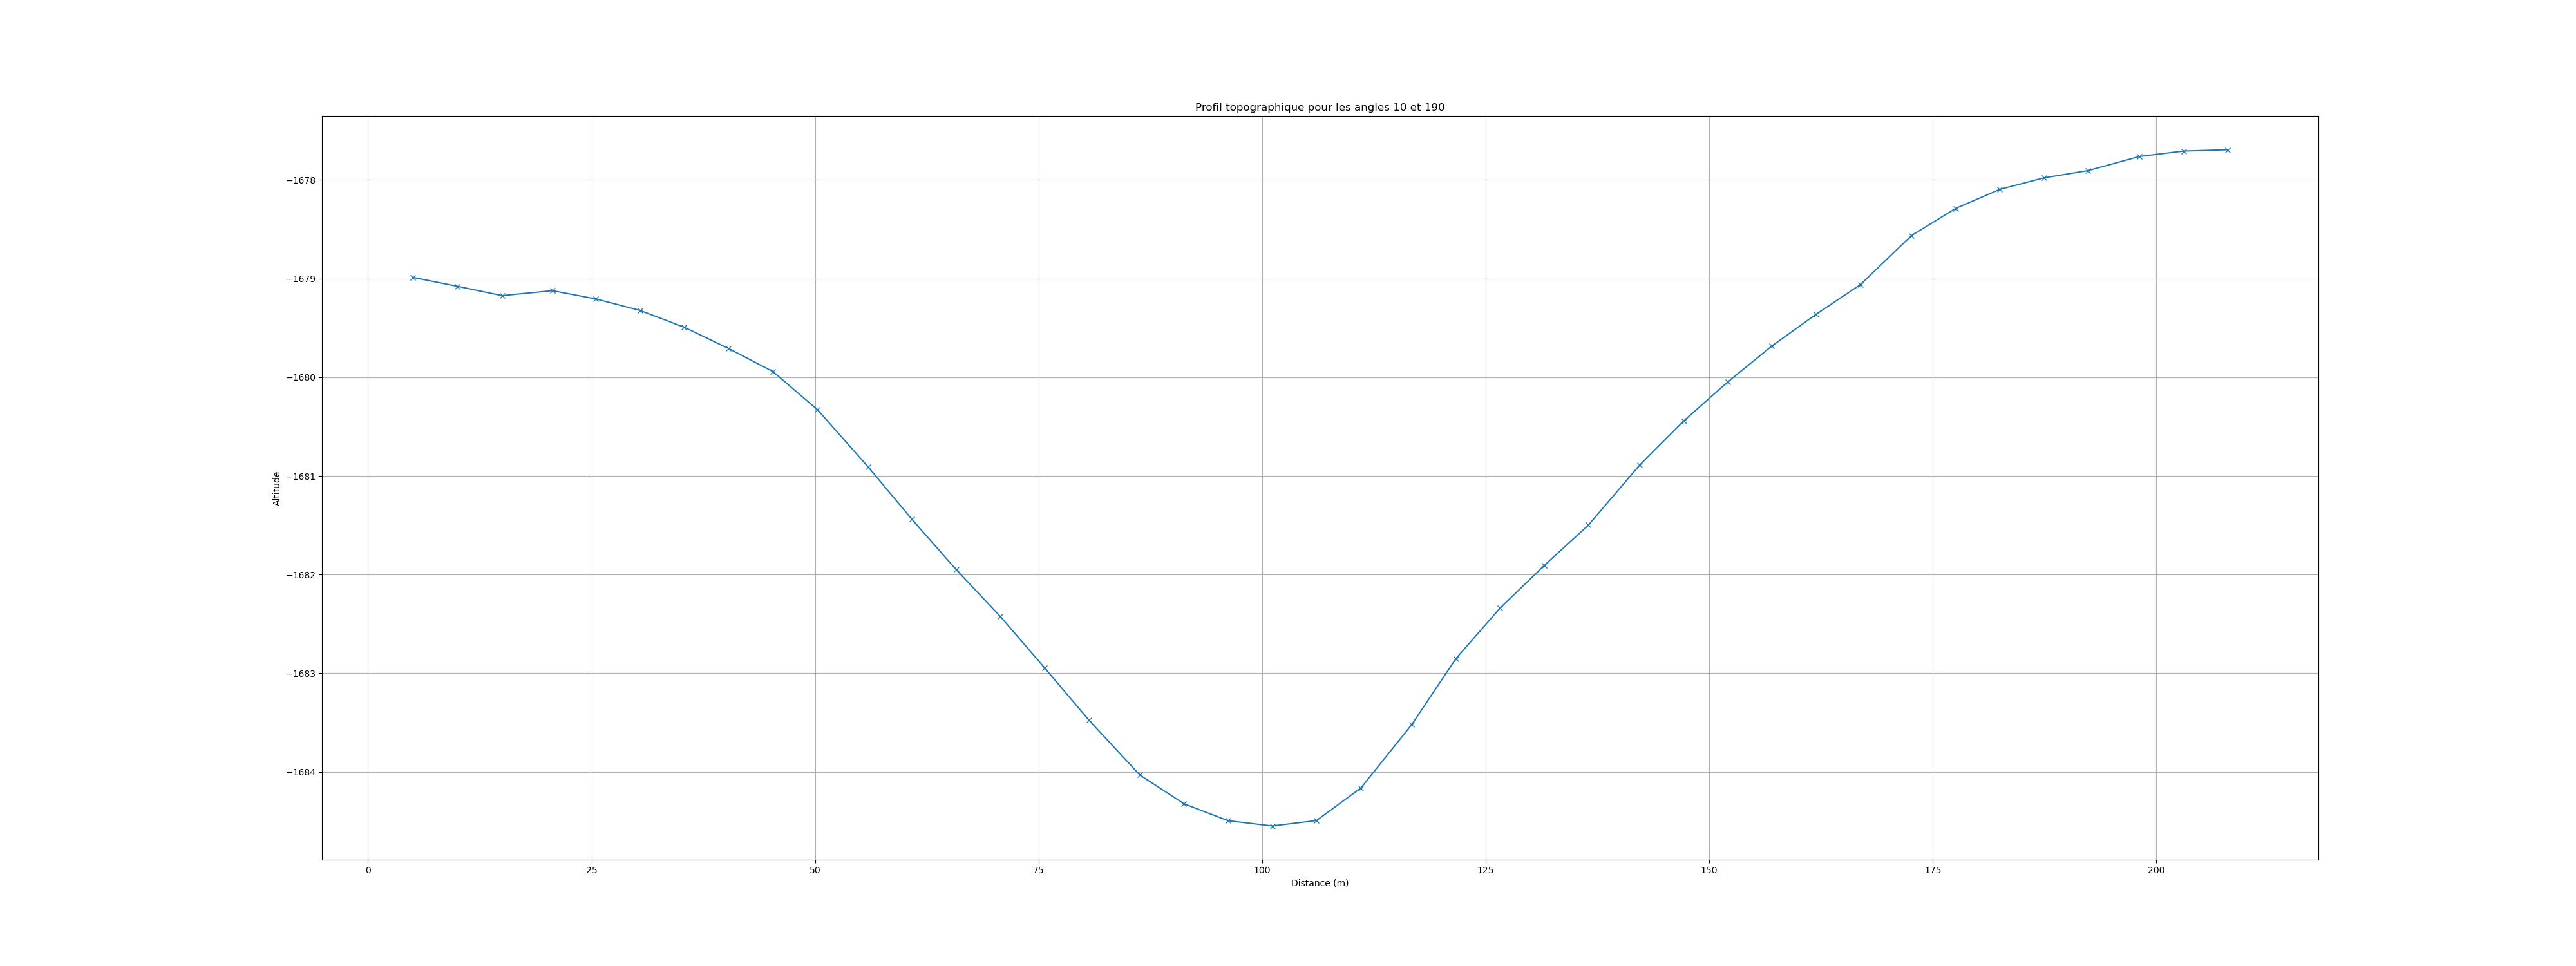 Profil topographique pour les angles 10 et 190
−1678
−1679
−1680
−1681
−1682
−1683
−1684
Altitude
0 25 50 75 100 125 150 175 200
Distance (m)